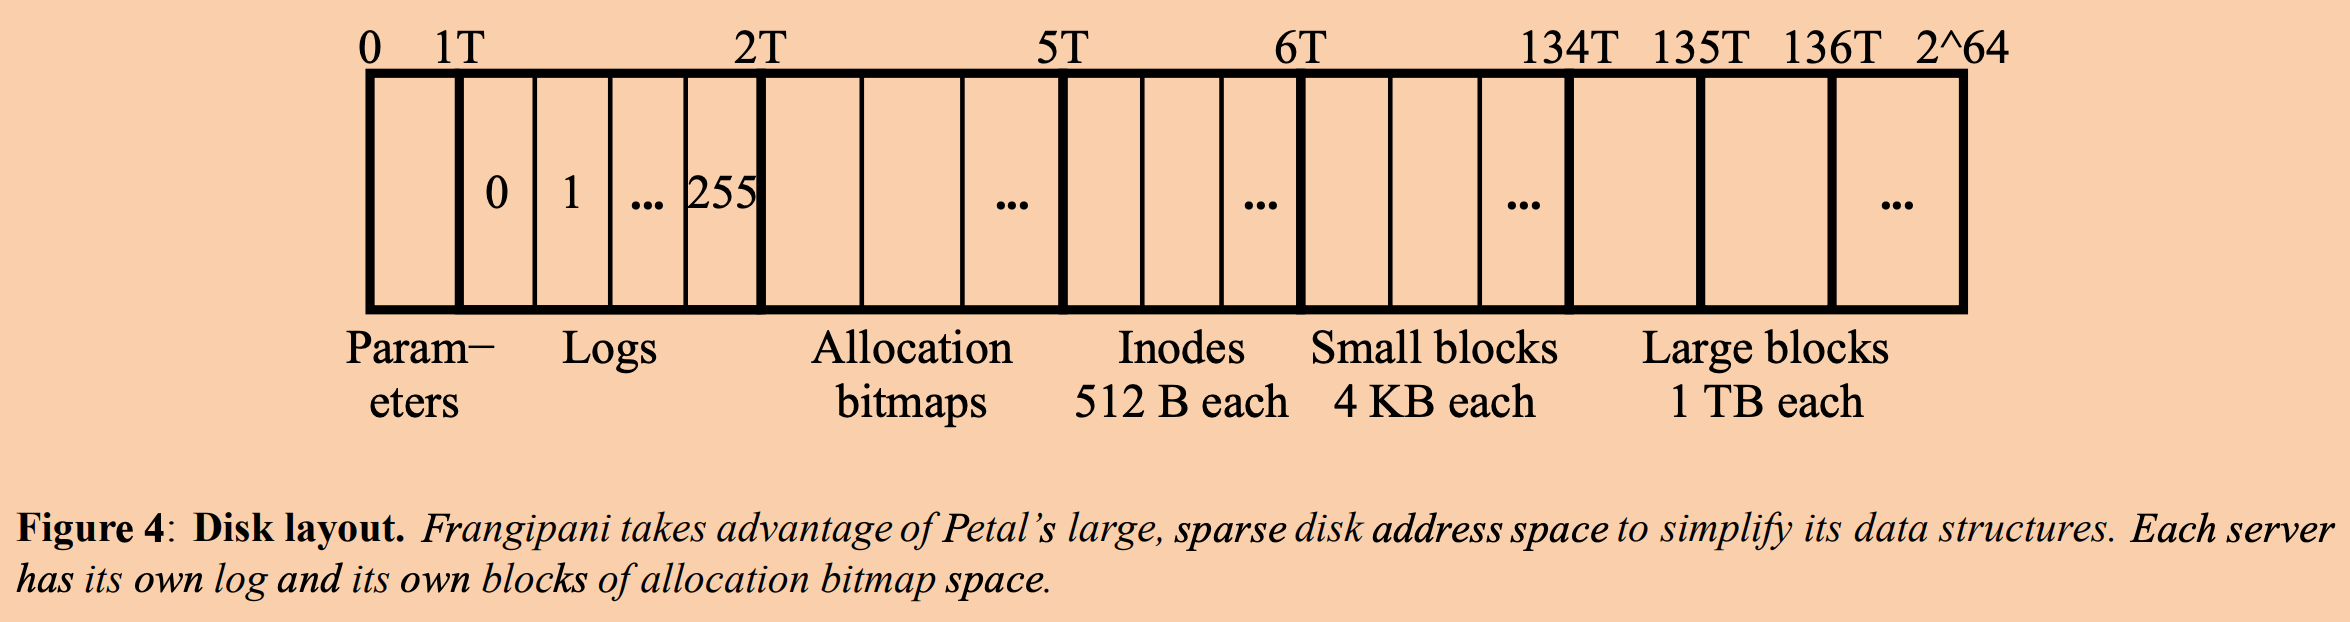 0 1T 2T 5T 6T 134T 135T 136T 2^64
0 1 ... 255 ... ... ... ...
Param– Logs Allocation Inodes Small blocks Large blocks
eters bitmaps 512 B each 4 KB each 1 TB each
Figure 4: Disk layout. Frangipani takes advantage of Petal's large, sparse disk address space to simplify its data structures. Each server
has its own log and its own blocks of allocation bitmap space.